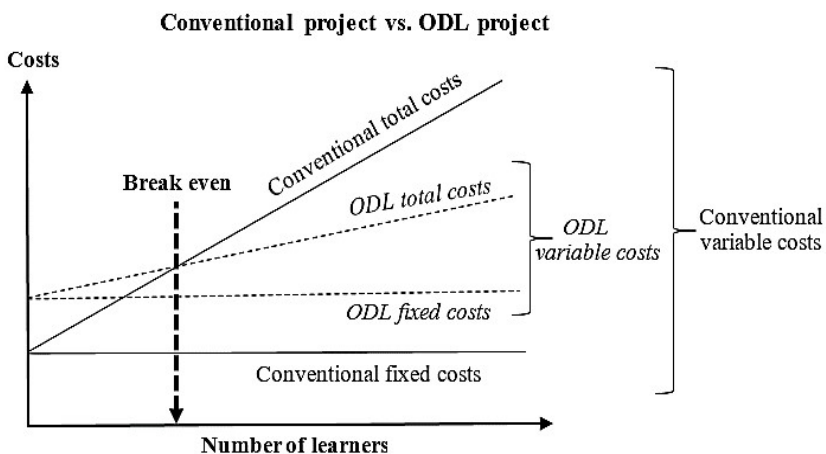 Conventional project vs. ODL project
Costs
Conventional total costs
Break even
ODL total costs
ODL
variable costs
Conventional
variable costs
ODL fixed costs
Conventional fixed costs
Number of learners